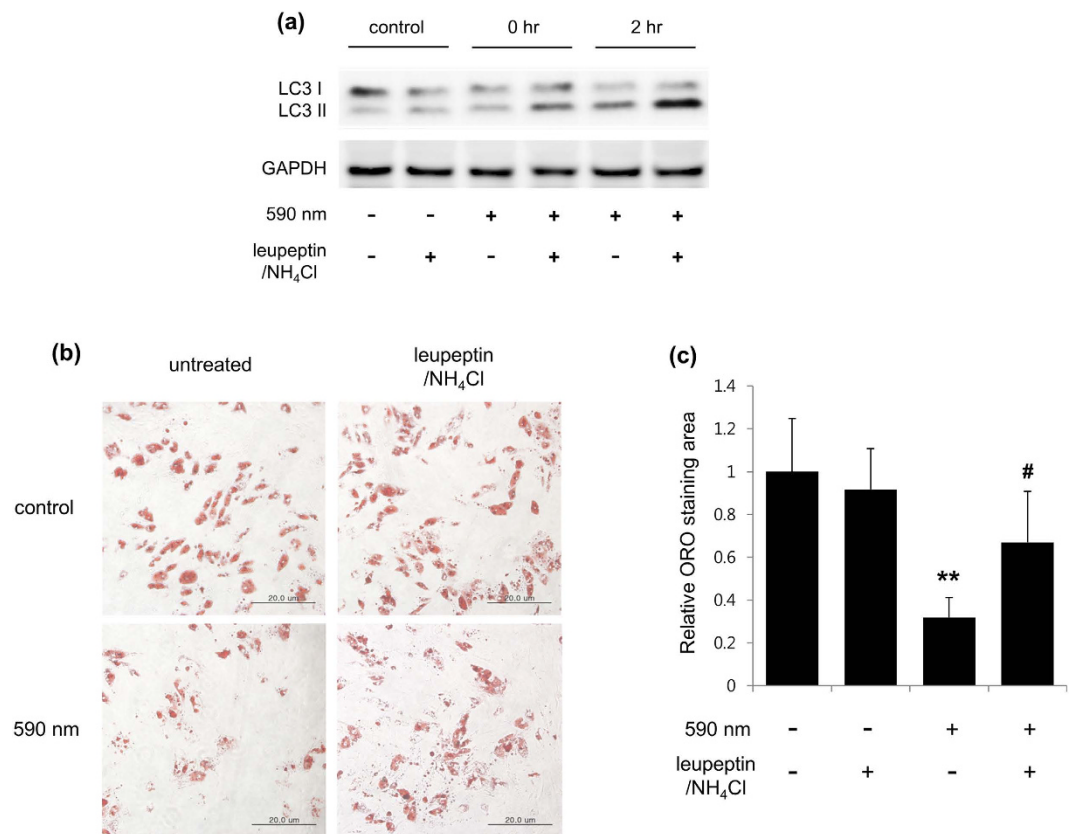 (a)
control 0 hr 2 hr
LC3 I
LC3 II
GAPDH
590 nm - - + + + +
leupeptin
/NH₄Cl - + - + - +
(b)
untreated leupeptin
/NH₄Cl
control
20.0 um 20.0 um
590 nm
20.0 um 20.0 um
(c)
Relative ORO staining area
1.4
1.2
1
0.8
0.6
0.4
0.2
0
** #
590 nm - - + +
leupeptin
/NH₄Cl - + - +